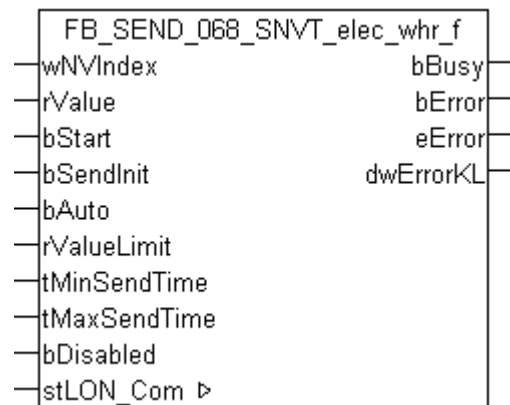 FB_SEND_068_SNVT_elec_whr_f
wNVIndex bBusy
rValue bError
bStart eError
bSendInit dwErrorKL
bAuto
rValueLimit
tMinSendTime
tMaxSendTime
bDisabled
stLON_Com ▷